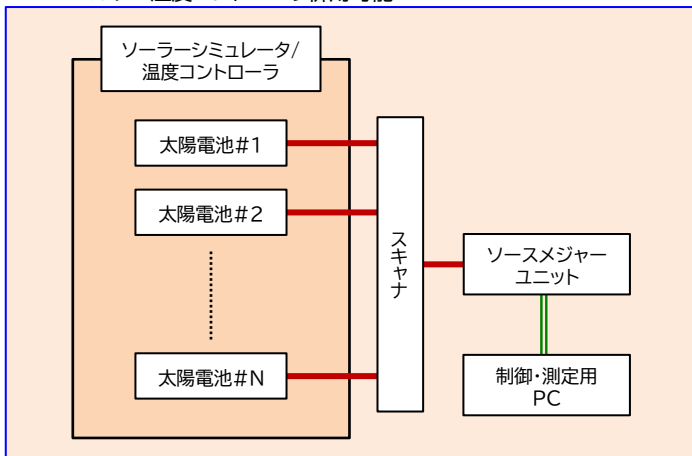 ソーラーシミュレータ/
温度コントローラ
太陽電池#1
太陽電池#2
スキャナ
ソースメジャー
ユニット
太陽電池#N
制御・測定用
PC